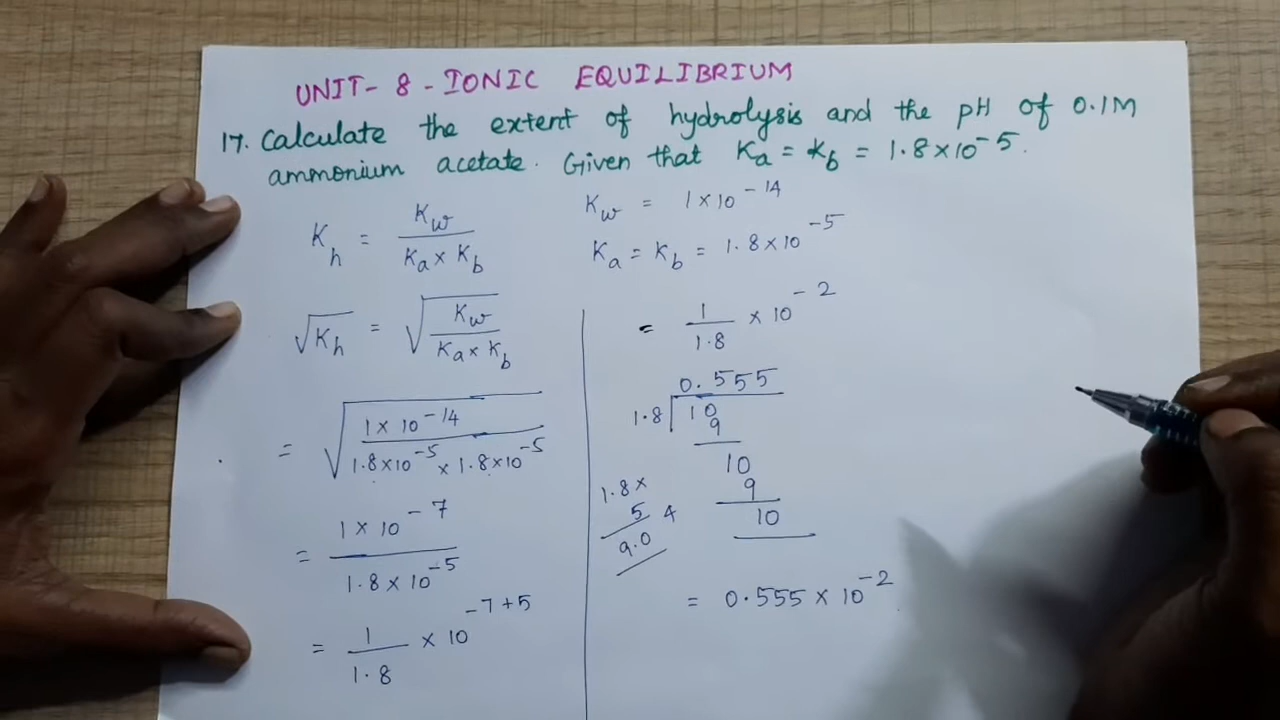 UNIT- 8 - IONIC EQUILIBRIUM
17. Calculate the extent of hydrolysis and the pH of 0.1M
ammonium acetate. Given that Ka = Kb = 1.8×10⁻⁵.
Kh = Kw / Ka × Kb
√Kh = √(Kw / Ka × Kb)
= √(1 × 10⁻¹⁴ / 1.8×10⁻⁵ × 1.8×10⁻⁵)
= 1 × 10⁻⁷ / 1.8 × 10⁻⁵
= 1 / 1.8 × 10⁻⁷⁺⁵
Kw = 1×10⁻¹⁴
Ka = Kb = 1.8×10⁻⁵
= 1 / 1.8 × 10⁻²
0.555
1.8 10
9
10
9
10
1.8×
5 4
9.0
= 0.555 × 10⁻²